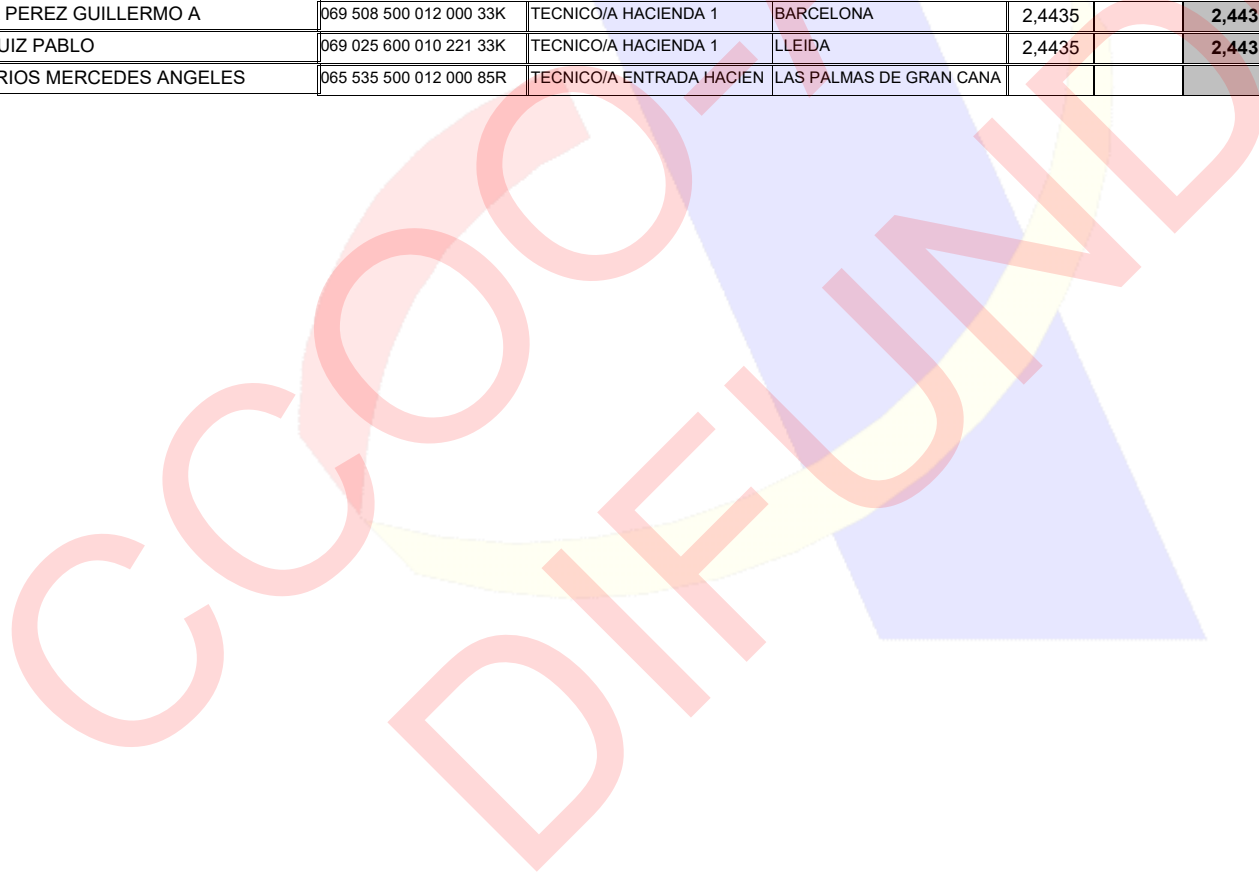 PEREZ GUILLERMO A 069 508 500 012 000 33K TECNICO/A HACIENDA 1 BARCELONA 2,4435 2,443
UIZ PABLO 069 025 600 010 221 33K TECNICO/A HACIENDA 1 LLEIDA 2,4435 2,443
RIOS MERCEDES ANGELES 065 535 500 012 000 85R TECNICO/A ENTRADA HACIEN LAS PALMAS DE GRAN CANA
CCOO-
DIFUND